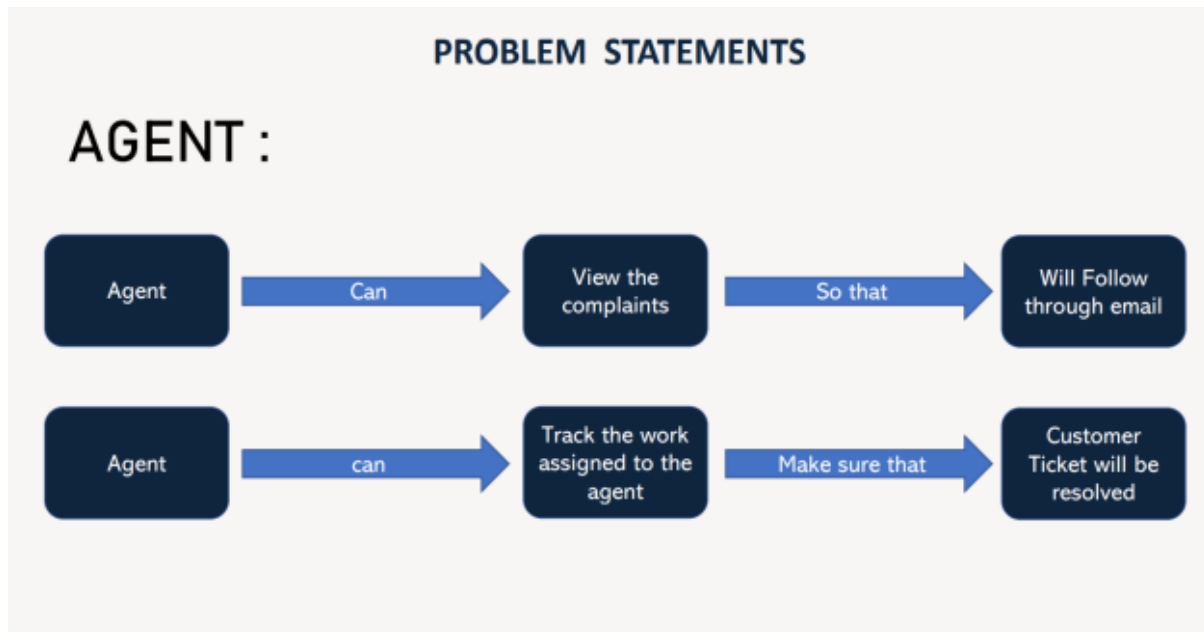 PROBLEM STATEMENTS
AGENT :
Agent
Can
View the
complaints
So that
Will Follow
through email
Agent
can
Track the work
assigned to the
agent
Make sure that
Customer
Ticket will be
resolved